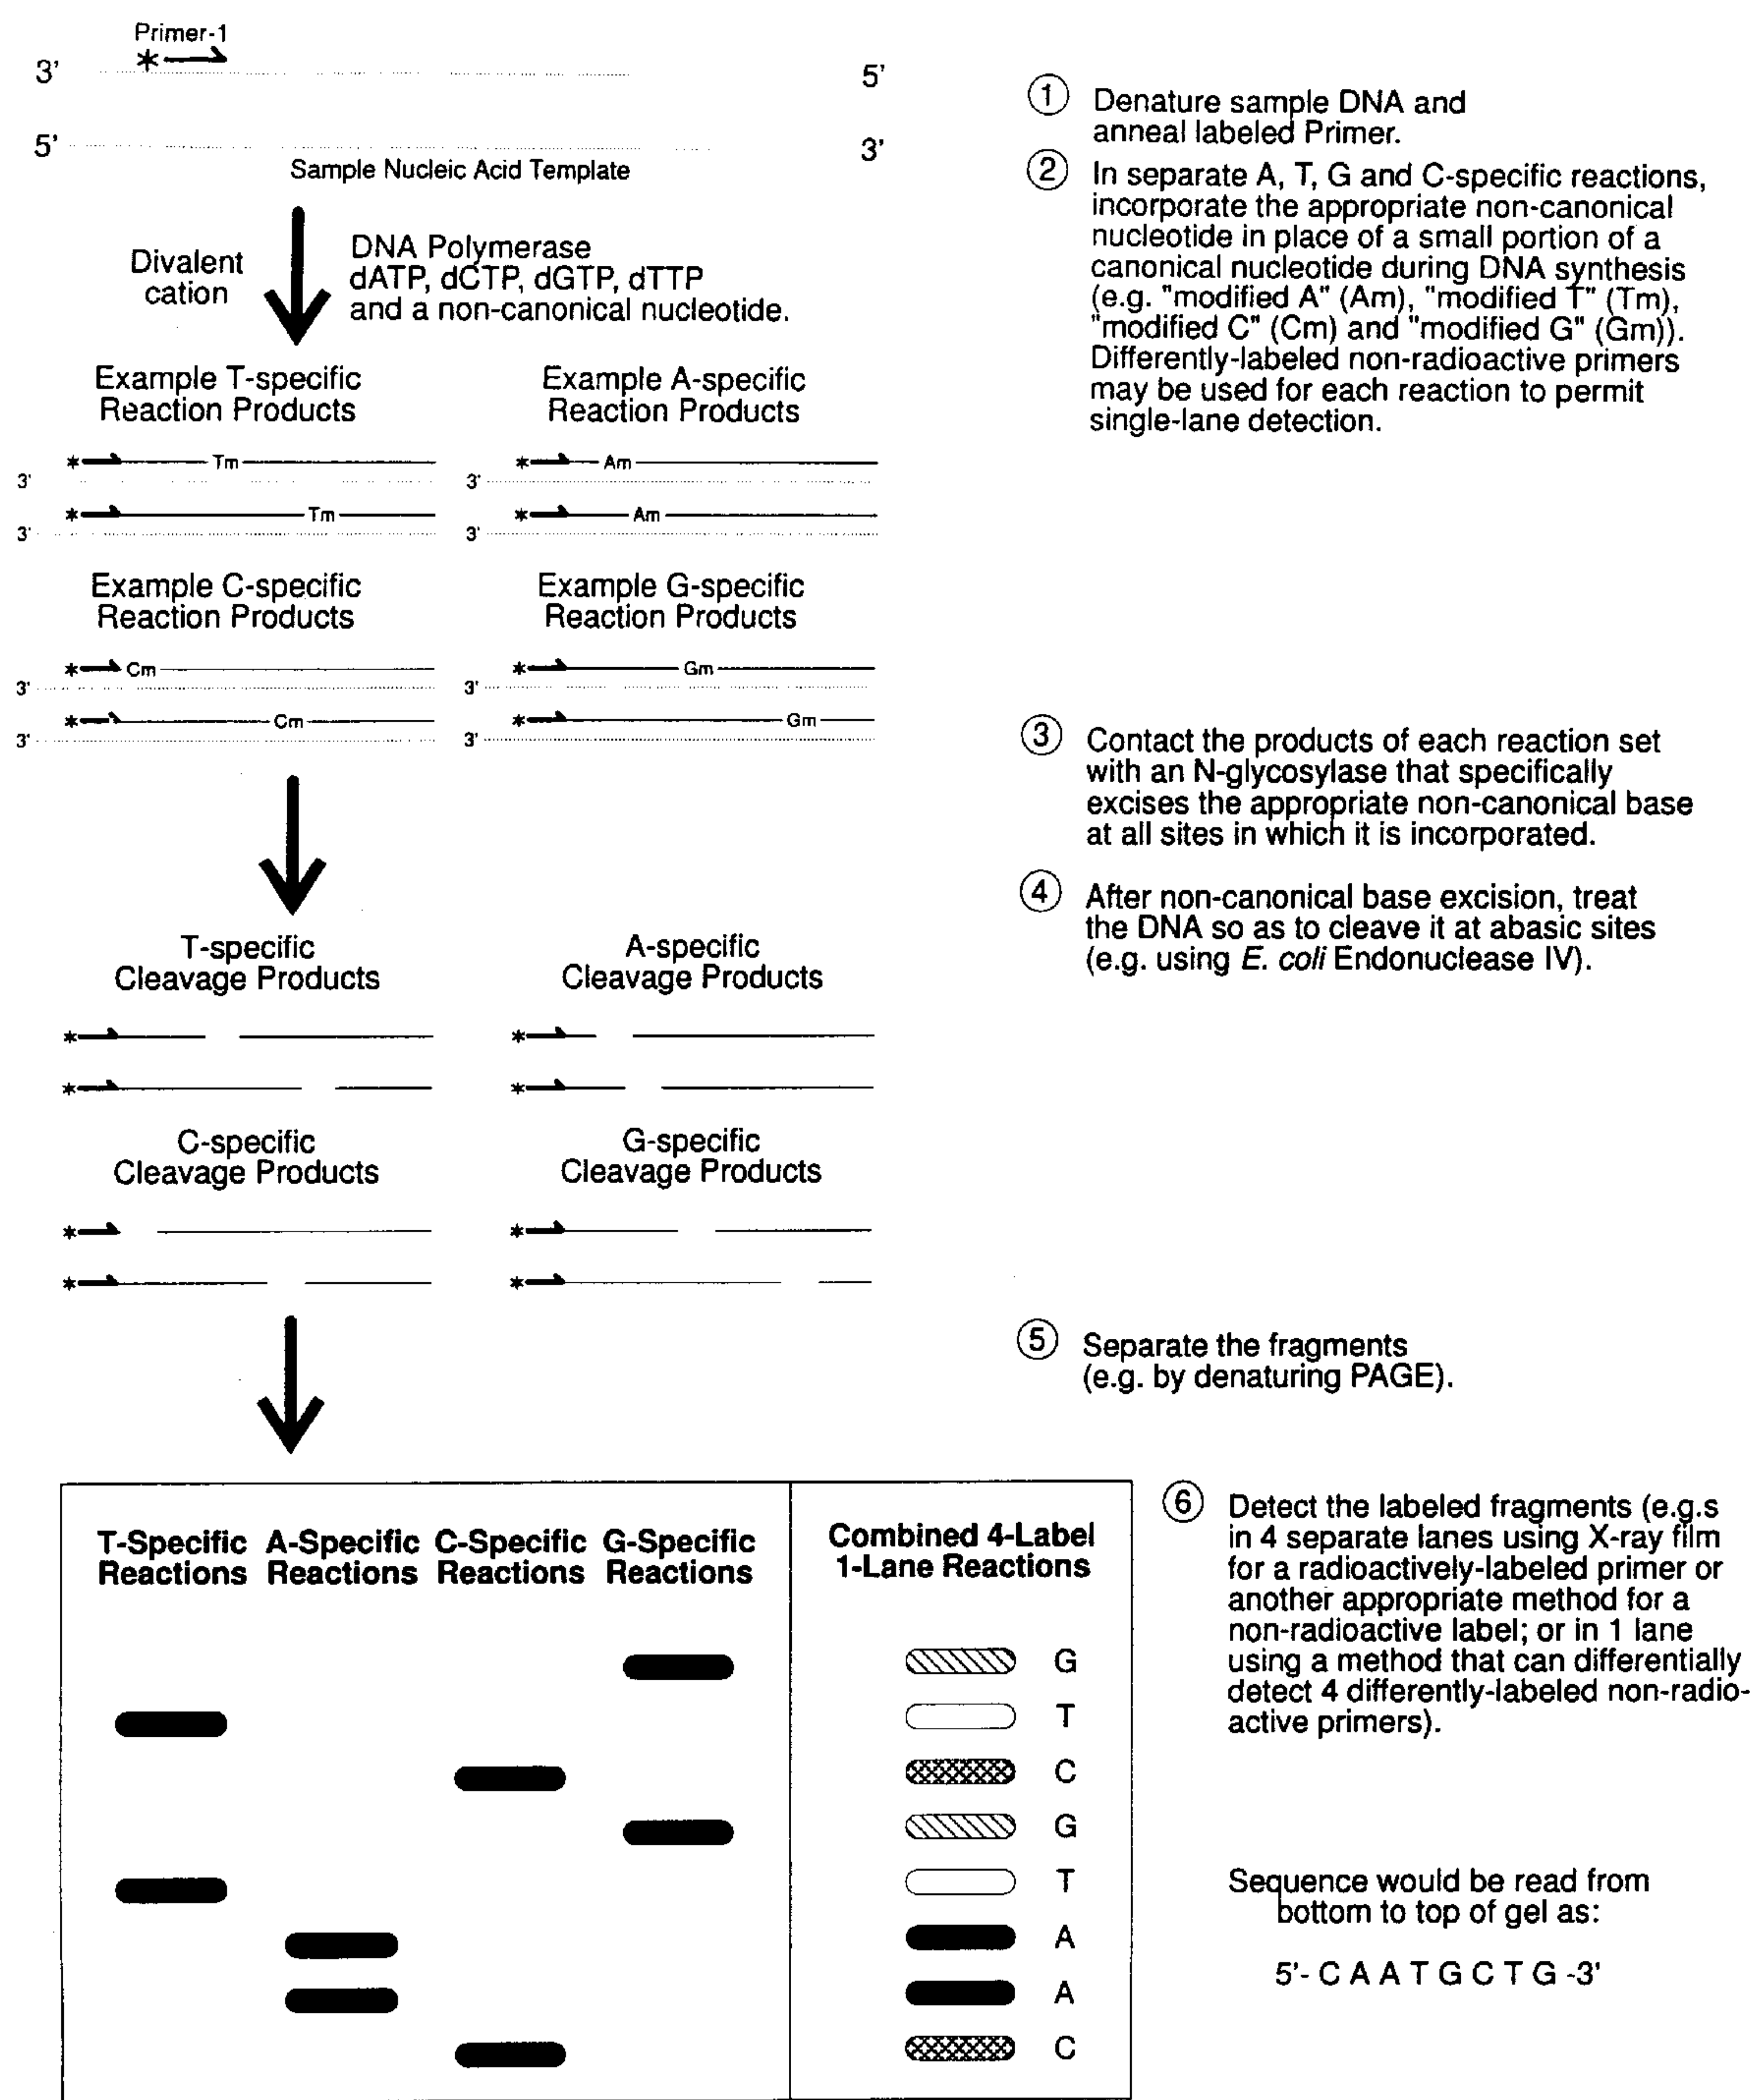 Primer-1
*
3' 5'
5' 3'
Sample Nucleic Acid Template
Divalent
cation
DNA Polymerase
dATP, dCTP, dGTP, dTTP
and a non-canonical nucleotide.
Example T-specific
Reaction Products
* Tm
3'
* Tm
3'
Example A-specific
Reaction Products
* Am
3'
* Am
3'
Example C-specific
Reaction Products
* Cm
3'
* Cm
3'
Example G-specific
Reaction Products
* Gm
3'
* Gm
3'
T-specific
Cleavage Products
*
*
A-specific
Cleavage Products
*
*
C-specific
Cleavage Products
*
*
G-specific
Cleavage Products
*
*
1 Denature sample DNA and
anneal labeled Primer.
2 In separate A, T, G and C-specific reactions,
incorporate the appropriate non-canonical
nucleotide in place of a small portion of a
canonical nucleotide during DNA synthesis
(e.g. "modified A" (Am), "modified T" (Tm),
"modified C" (Cm) and "modified G" (Gm)).
Differently-labeled non-radioactive primers
may be used for each reaction to permit
single-lane detection.
3 Contact the products of each reaction set
with an N-glycosylase that specifically
excises the appropriate non-canonical base
at all sites in which it is incorporated.
4 After non-canonical base excision, treat
the DNA so as to cleave it at abasic sites
(e.g. using E. coli Endonuclease IV).
5 Separate the fragments
(e.g. by denaturing PAGE).
T-Specific A-Specific C-Specific G-Specific
Reactions Reactions Reactions Reactions
Combined 4-Label
1-Lane Reactions
G
T
C
G
T
A
A
C
6 Detect the labeled fragments (e.g.s
in 4 separate lanes using X-ray film
for a radioactively-labeled primer or
another appropriate method for a
non-radioactive label; or in 1 lane
using a method that can differentially
detect 4 differently-labeled non-radio-
active primers).
Sequence would be read from
bottom to top of gel as:
5'- C A A T G C T G -3'